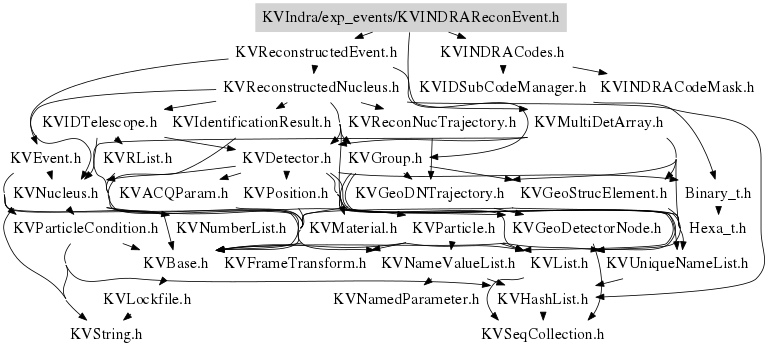 KVIndra/exp_events/KVINDRAReconEvent.h
KVReconstructedEvent.h KVINDRACodes.h
KVReconstructedNucleus.h KVIDSubCodeManager.h KVINDRACodeMask.h
KVIDTelescope.h KVIdentificationResult.h KVReconNucTrajectory.h KVMultiDetArray.h
KVEvent.h KVRList.h KVDetector.h KVGroup.h
KVNucleus.h KVACQParam.h KVPosition.h KVGeoDNTrajectory.h KVGeoStrucElement.h Binary_t.h
KVParticleCondition.h KVNumberList.h KVMaterial.h KVParticle.h KVGeoDetectorNode.h Hexa_t.h
KVBase.h KVFrameTransform.h KVNameValueList.h KVList.h KVUniqueNameList.h
KVLockfile.h KVNamedParameter.h KVHashList.h
KVString.h KVSeqCollection.h